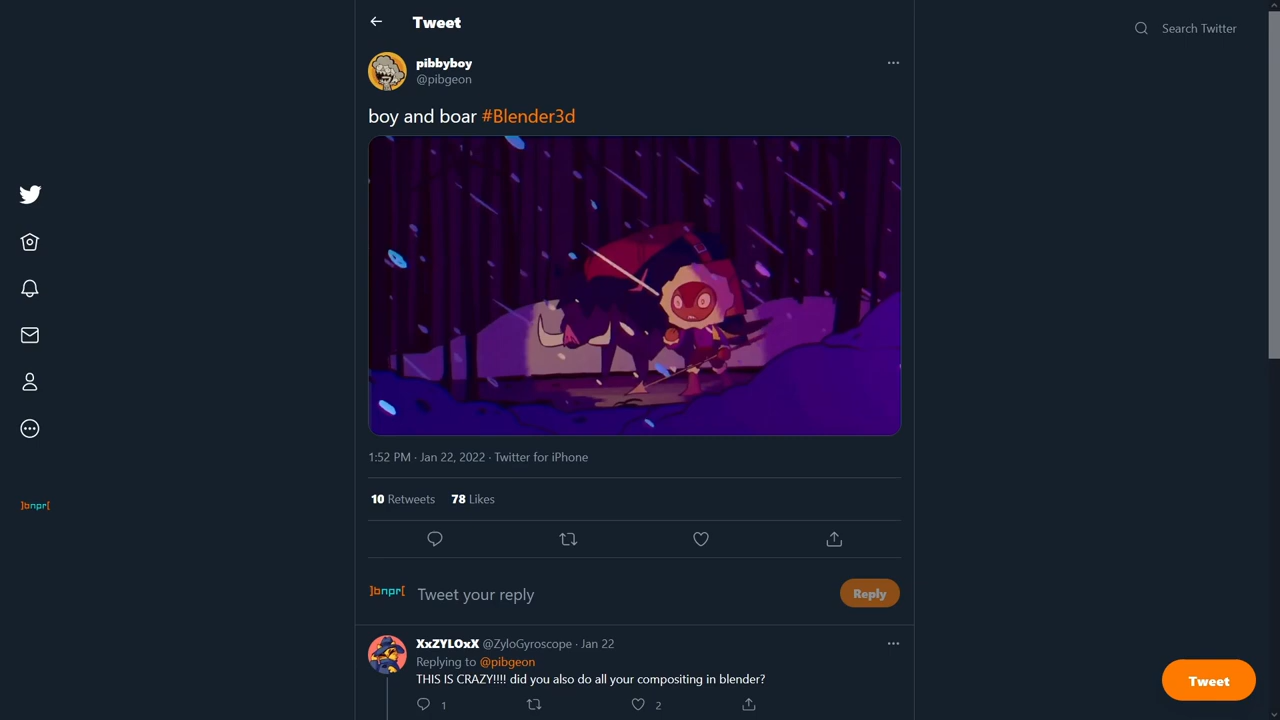 Tweet
Search Twitter
pibbyboy
@pibgeon
boy and boar #Blender3d
1:52 PM · Jan 22, 2022 · Twitter for iPhone
10 Retweets 78 Likes
]bnpr[
]bnpr[ Tweet your reply Reply
XxZYLOxX @ZyloGyroscope · Jan 22
Replying to @pibgeon
THIS IS CRAZY!!!! did you also do all your compositing in blender?
1 2
Tweet